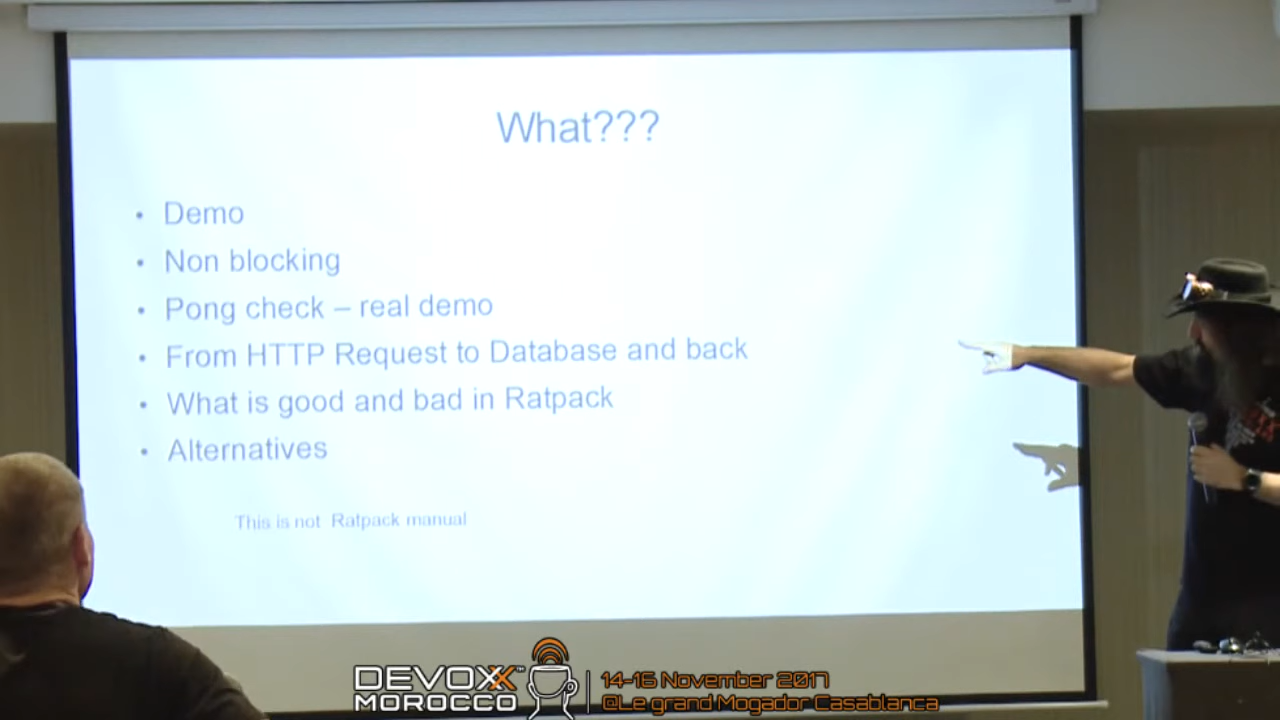 What???
• Demo
• Non blocking
• Pong check – real demo
• From HTTP Request to Database and back
• What is good and bad in Ratpack
• Alternatives
This is not Ratpack manual
DEVOXX™
MOROCCO
14-16 November 2017
@Le grand Mogador Casablanca